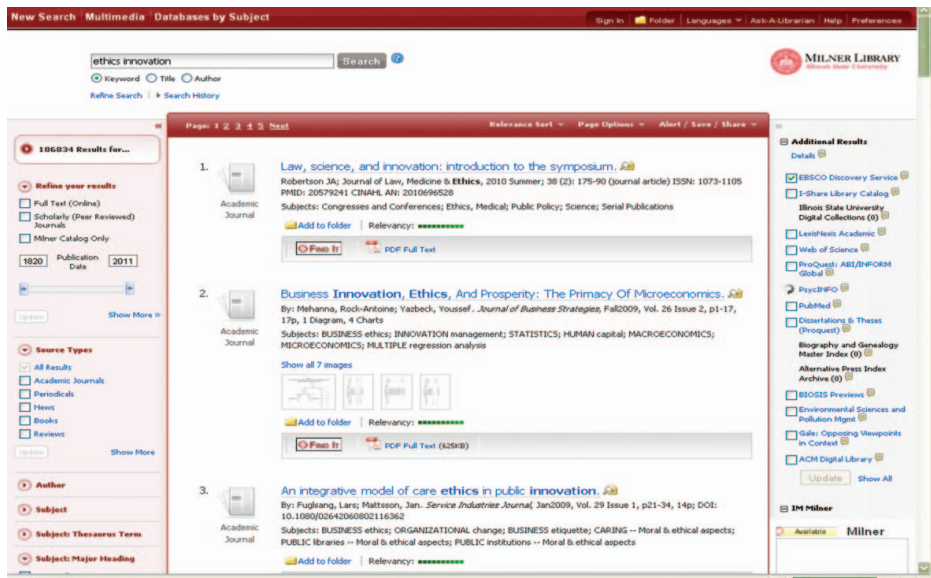 New Search Multimedia Databases by Subject
Sign In Folder Languages Ask-A-Librarian Help Preferences
ethics innovation Search
Keyword Title Author
Refine Search Search History
MILNER LIBRARY
Illinois State University
Page: 1 2 3 4 5 Next Relevance Sort Page Options Alert / Save / Share
186834 Results for...
Refine your results
Full Text (Online)
Scholarly (Peer Reviewed)
Journals
Milner Catalog Only
1820 Publication Date 2011
Update Show More »
Source Types
All Results
Academic Journals
Periodicals
News
Books
Reviews
Update Show More
Author
Subject
Subject: Thesaurus Term
Subject: Major Heading
1. Law, science, and innovation: introduction to the symposium.
Robertson JA; Journal of Law, Medicine & Ethics, 2010 Summer; 38 (2): 175-90 (journal article) ISSN: 1073-1105
PMID: 20579241 CINAHL AN: 2010696528
Academic
Journal
Subjects: Congresses and Conferences; Ethics, Medical; Public Policy; Science; Serial Publications
Add to folder Relevancy:
Find It PDF Full Text
2. Business Innovation, Ethics, And Prosperity: The Primacy Of Microeconomics.
By: Mehanna, Rock-Antoine; Yazbeck, Youssef. Journal of Business Strategies, Fall2009, Vol. 26 Issue 2, p1-17,
17p, 1 Diagram, 4 Charts
Academic
Journal
Subjects: BUSINESS ethics; INNOVATION management; STATISTICS; HUMAN capital; MACROECONOMICS;
MICROECONOMICS; MULTIPLE regression analysis
Show all 7 images
Add to folder Relevancy:
Find It PDF Full Text (625KB)
3. An integrative model of care ethics in public innovation.
By: Fuglsang, Lars; Mattsson, Jan. Service Industries Journal, Jan2009, Vol. 29 Issue 1, p21-34, 14p; DOI:
10.1080/02642060802116362
Academic
Journal
Subjects: BUSINESS ethics; ORGANIZATIONAL change; BUSINESS etiquette; CARING -- Moral & ethical aspects;
PUBLIC libraries -- Moral & ethical aspects; PUBLIC institutions -- Moral & ethical aspects
Add to folder Relevancy:
Additional Results
Details
EBSCO Discovery Service
I-Share Library Catalog
Illinois State University
Digital Collections (0)
LexisNexis Academic
Web of Science
ProQuest: ABI/INFORM
Global
PsycINFO
PubMed
Dissertations & Theses
(Proquest)
Biography and Genealogy
Master Index (0)
Alternative Press Index
Archive (0)
BIOSIS Previews
Environmental Sciences and
Pollution Mgmt
Gale: Opposing Viewpoints
in Context
ACM Digital Library
Update Show All
IM Milner
Available Milner